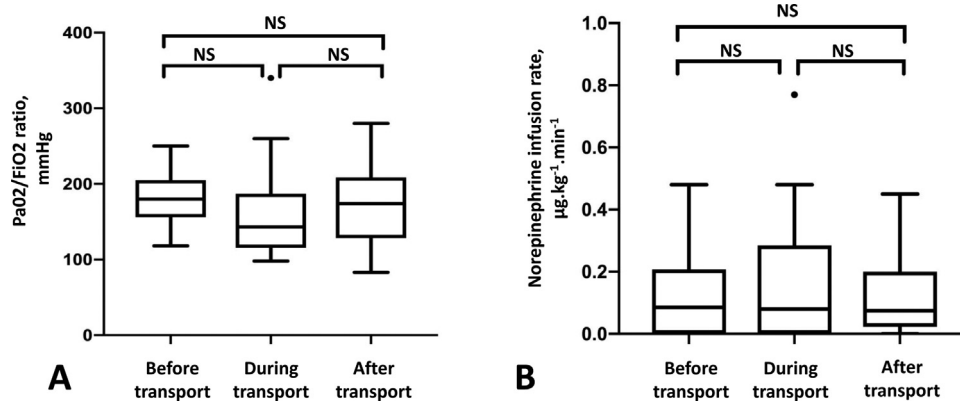 NS
NS
NS
400
300
200
100
0
Pa02/FiO2 ratio,
mmHg
Before
transport
During
transport
After
transport
A
NS
NS
NS
1.0
0.8
0.6
0.4
0.2
0.0
Norepinephrine infusion rate,
µg.kg⁻¹.min⁻¹
Before
transport
During
transport
After
transport
B